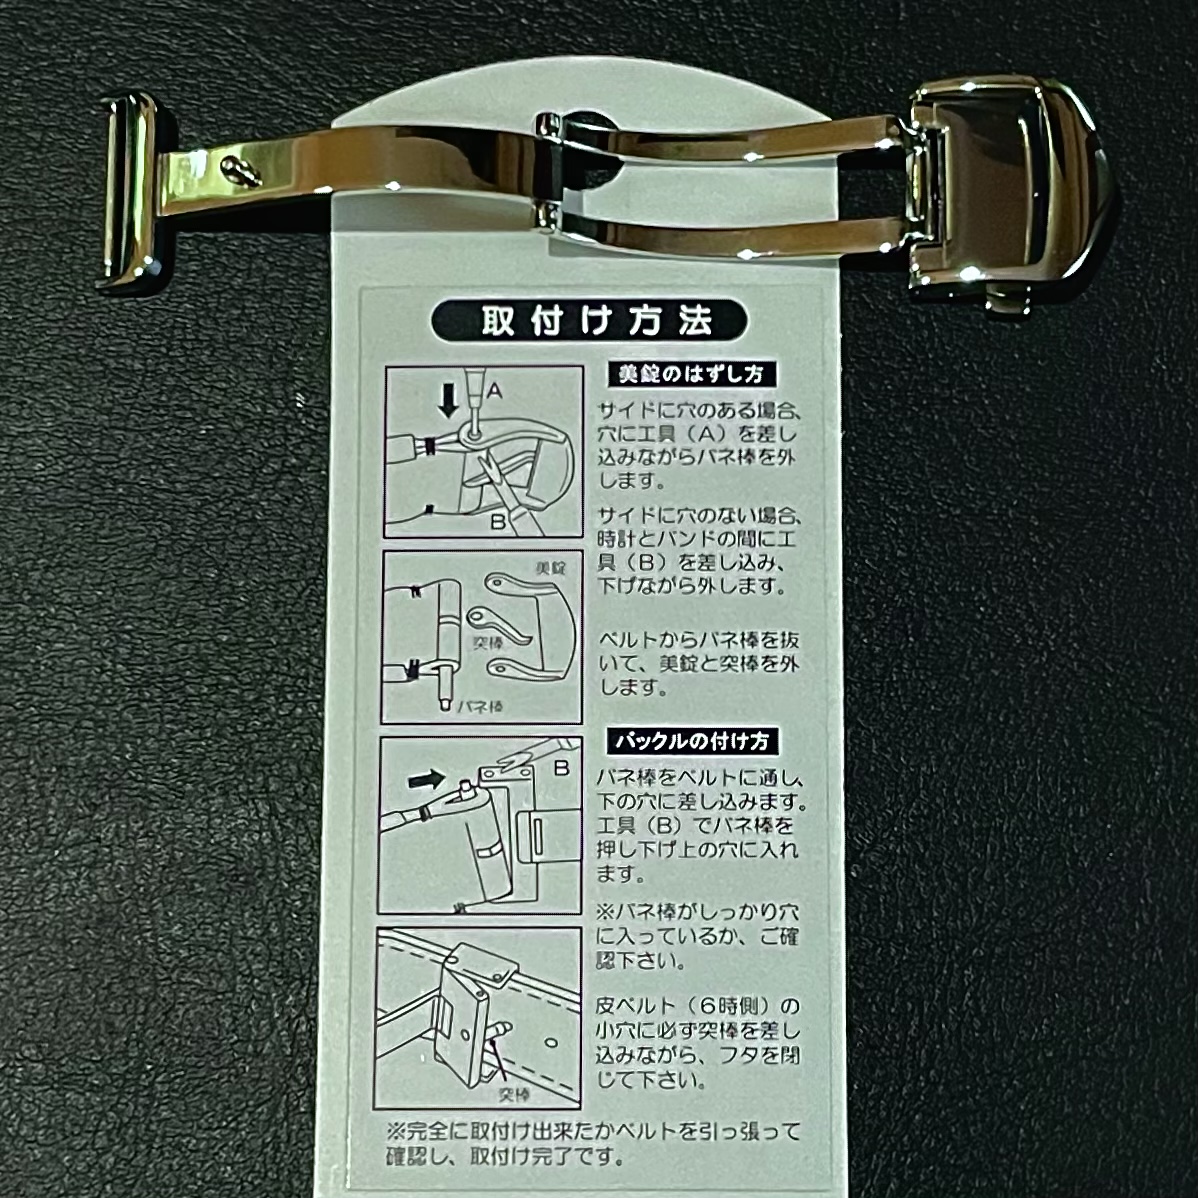 取付け方法
美錠のはずし方
A
B
サイドに穴のある場合、
穴に工具（A）を差し
込みながらバネ棒を外
します。
サイドに穴のない場合、
時計とバンドの間に工
具（B）を差し込み、
下げながら外します。
美錠
突棒
バネ棒
ベルトからバネ棒を抜
いて、美錠と突棒を外
します。
バックルの付け方
B
バネ棒をベルトに通し、
下の穴に差し込みます。
工具（B）でバネ棒を
押し下げ上の穴に入れ
ます。
※バネ棒がしっかり穴
に入っているか、ご確
認下さい。
突棒
皮ベルト（6時側）の
小穴に必ず突棒を差し
込みながら、フタを閉
じて下さい。
※完全に取付け出来たかベルトを引っ張って
確認し、取付け完了です。